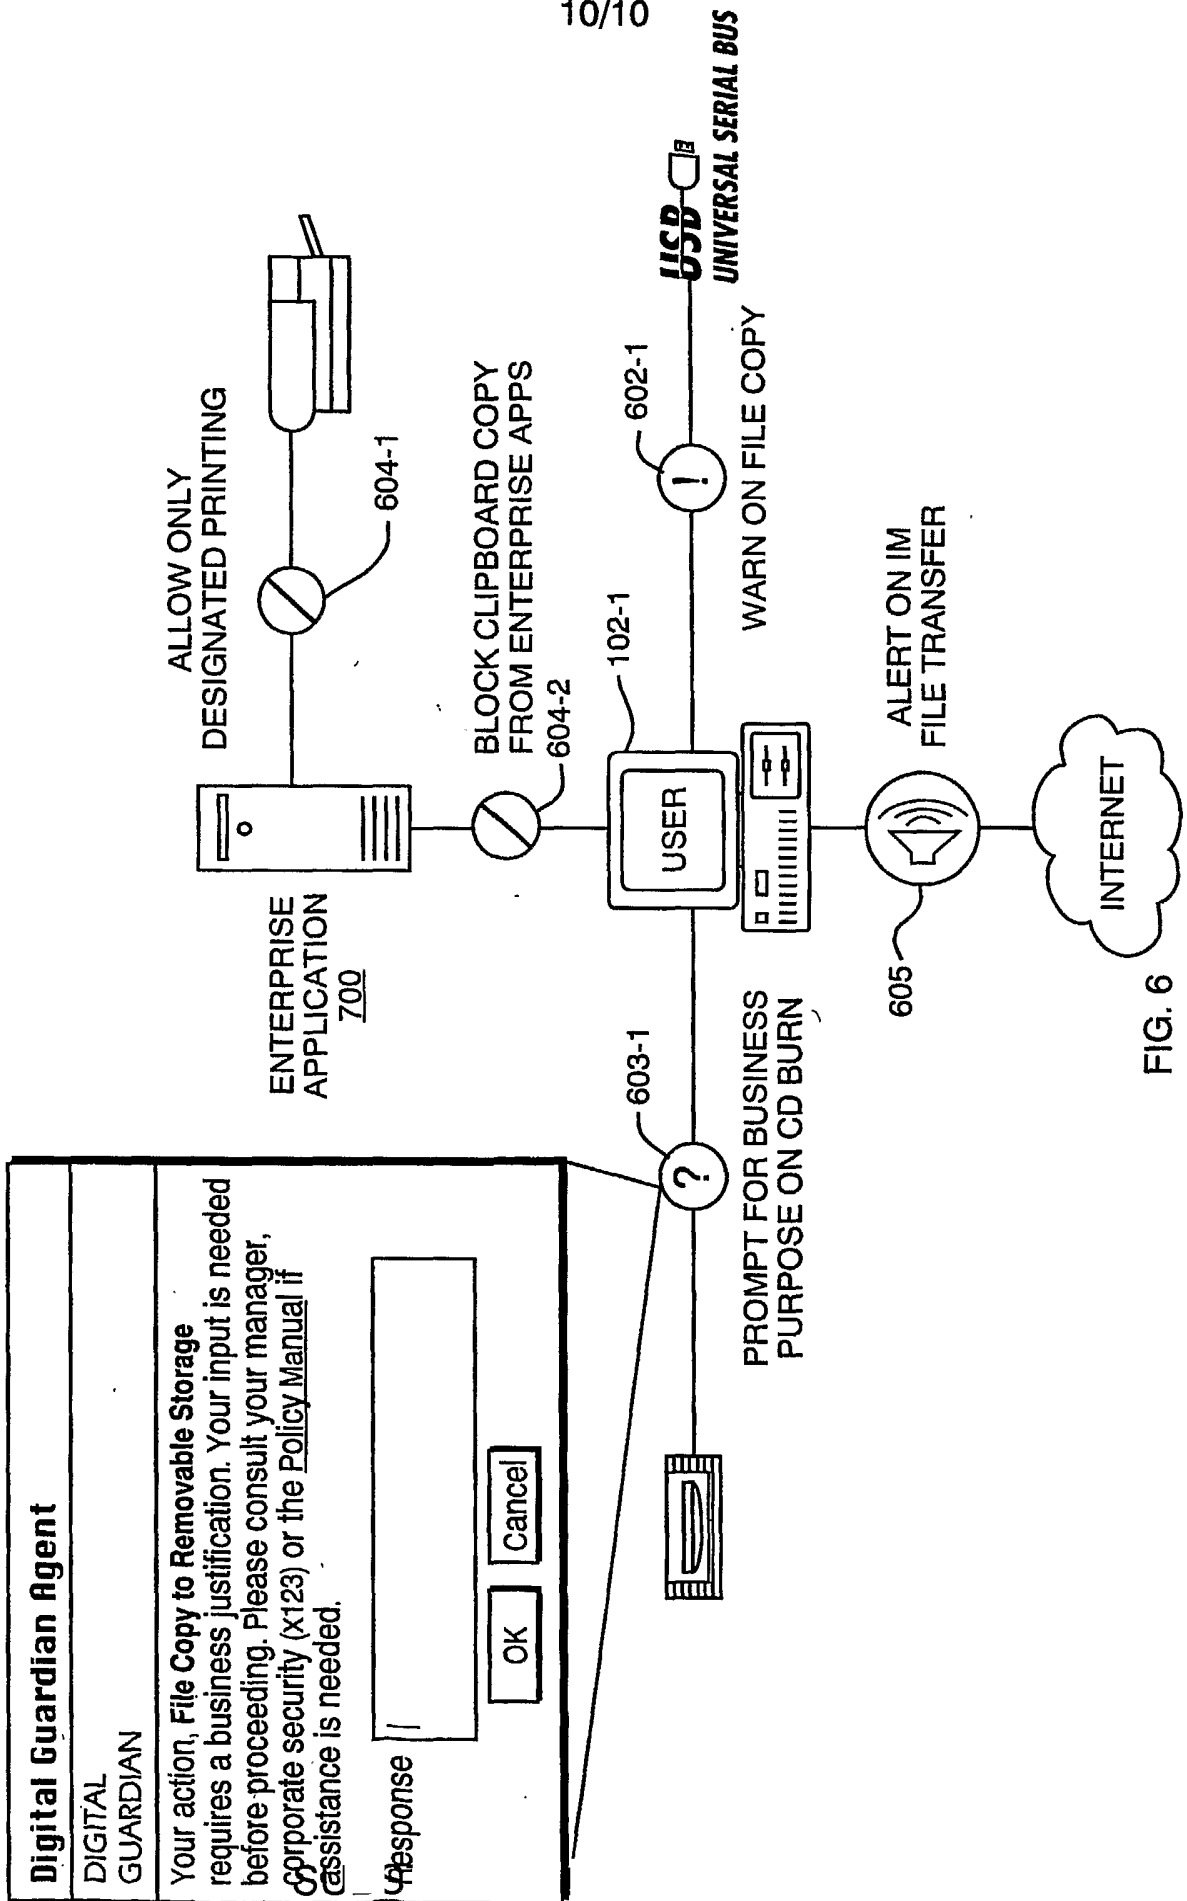 10/10
Digital Guardian Agent
DIGITAL
GUARDIAN
Your action, File Copy to Removable Storage
requires a business justification. Your input is needed
before proceeding. Please consult your manager,
corporate security (x123) or the Policy Manual if
assistance is needed.
Response
OK
Cancel
ENTERPRISE
APPLICATION
700
ALLOW ONLY
DESIGNATED PRINTING
604-1
BLOCK CLIPBOARD COPY
FROM ENTERPRISE APPS
604-2
603-1
?
PROMPT FOR BUSINESS
PURPOSE ON CD BURN
USER
102-1
602-1
!
WARN ON FILE COPY
USB
UNIVERSAL SERIAL BUS
605
ALERT ON IM
FILE TRANSFER
INTERNET
FIG. 6